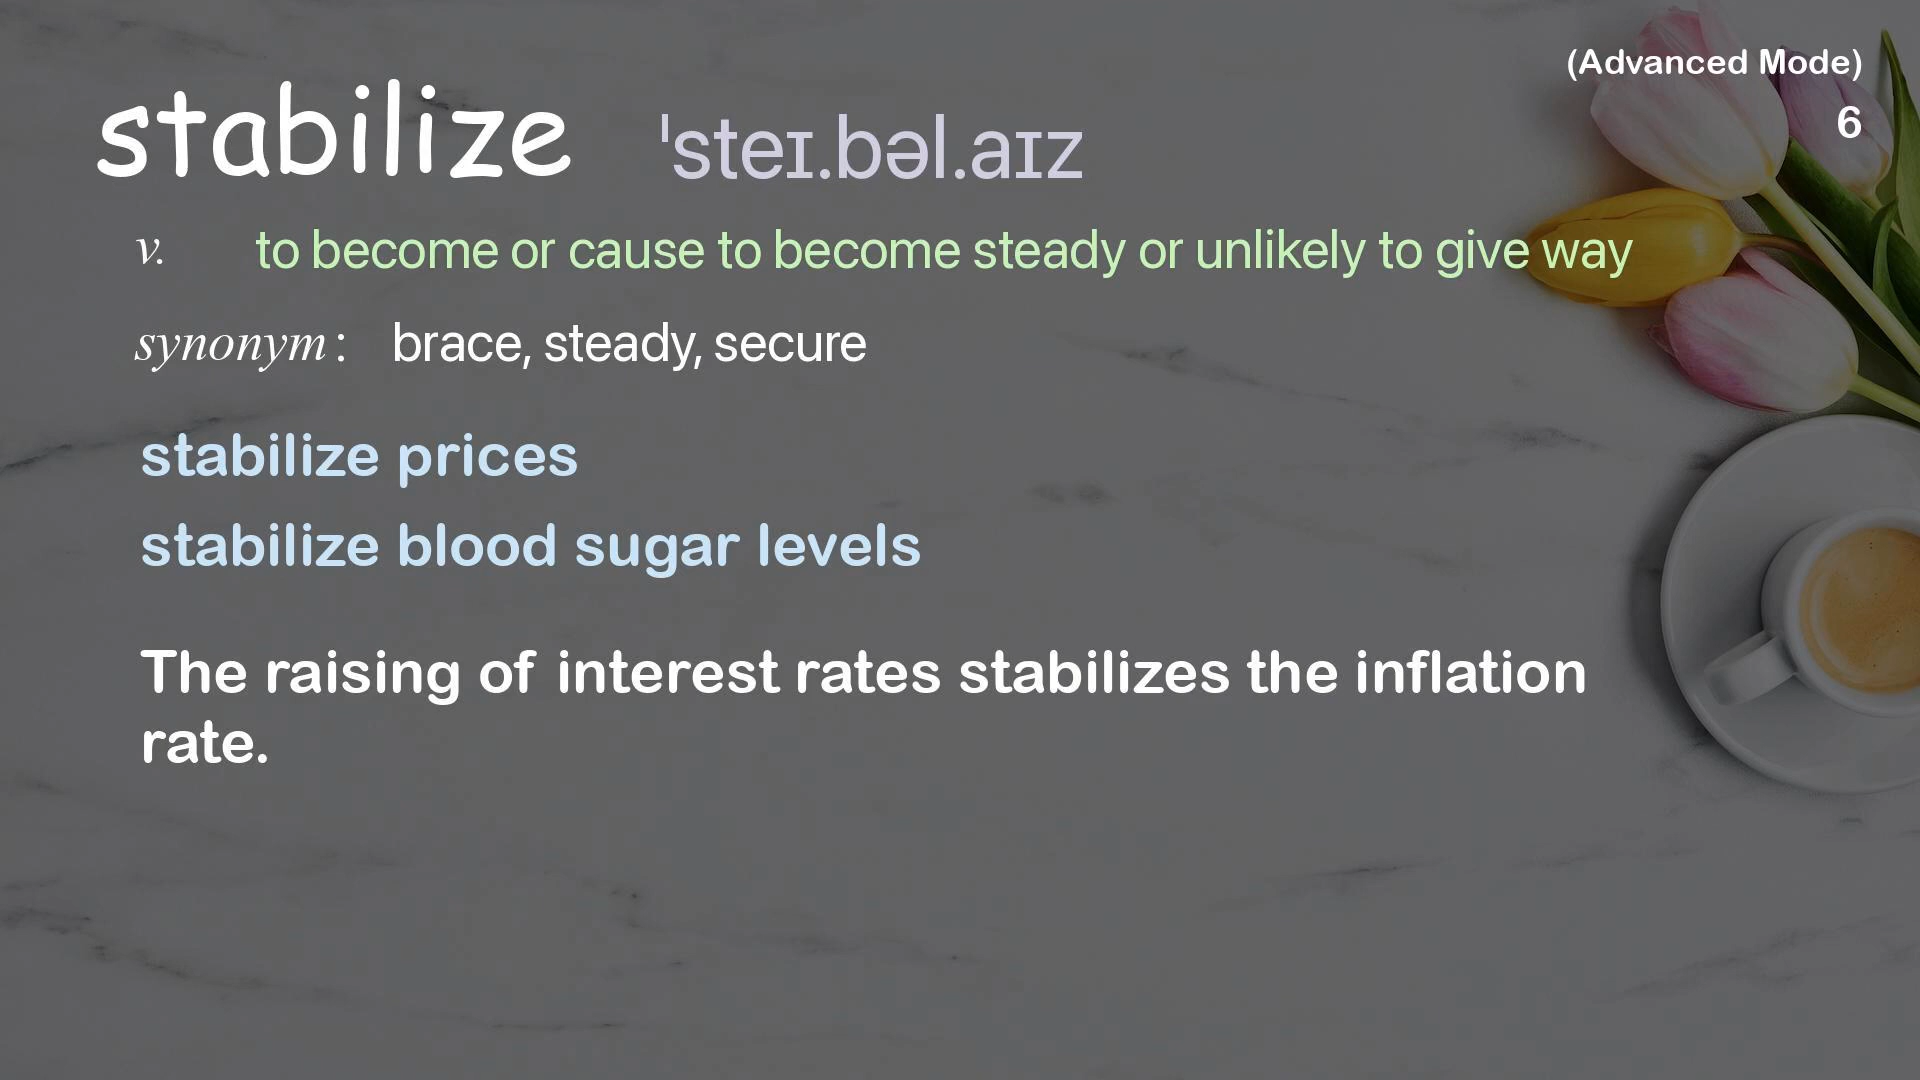 (Advanced Mode)
6
stabilize ˈsteɪ.bəl.aɪz
v. to become or cause to become steady or unlikely to give way
synonym : brace, steady, secure
stabilize prices
stabilize blood sugar levels
The raising of interest rates stabilizes the inflation
rate.